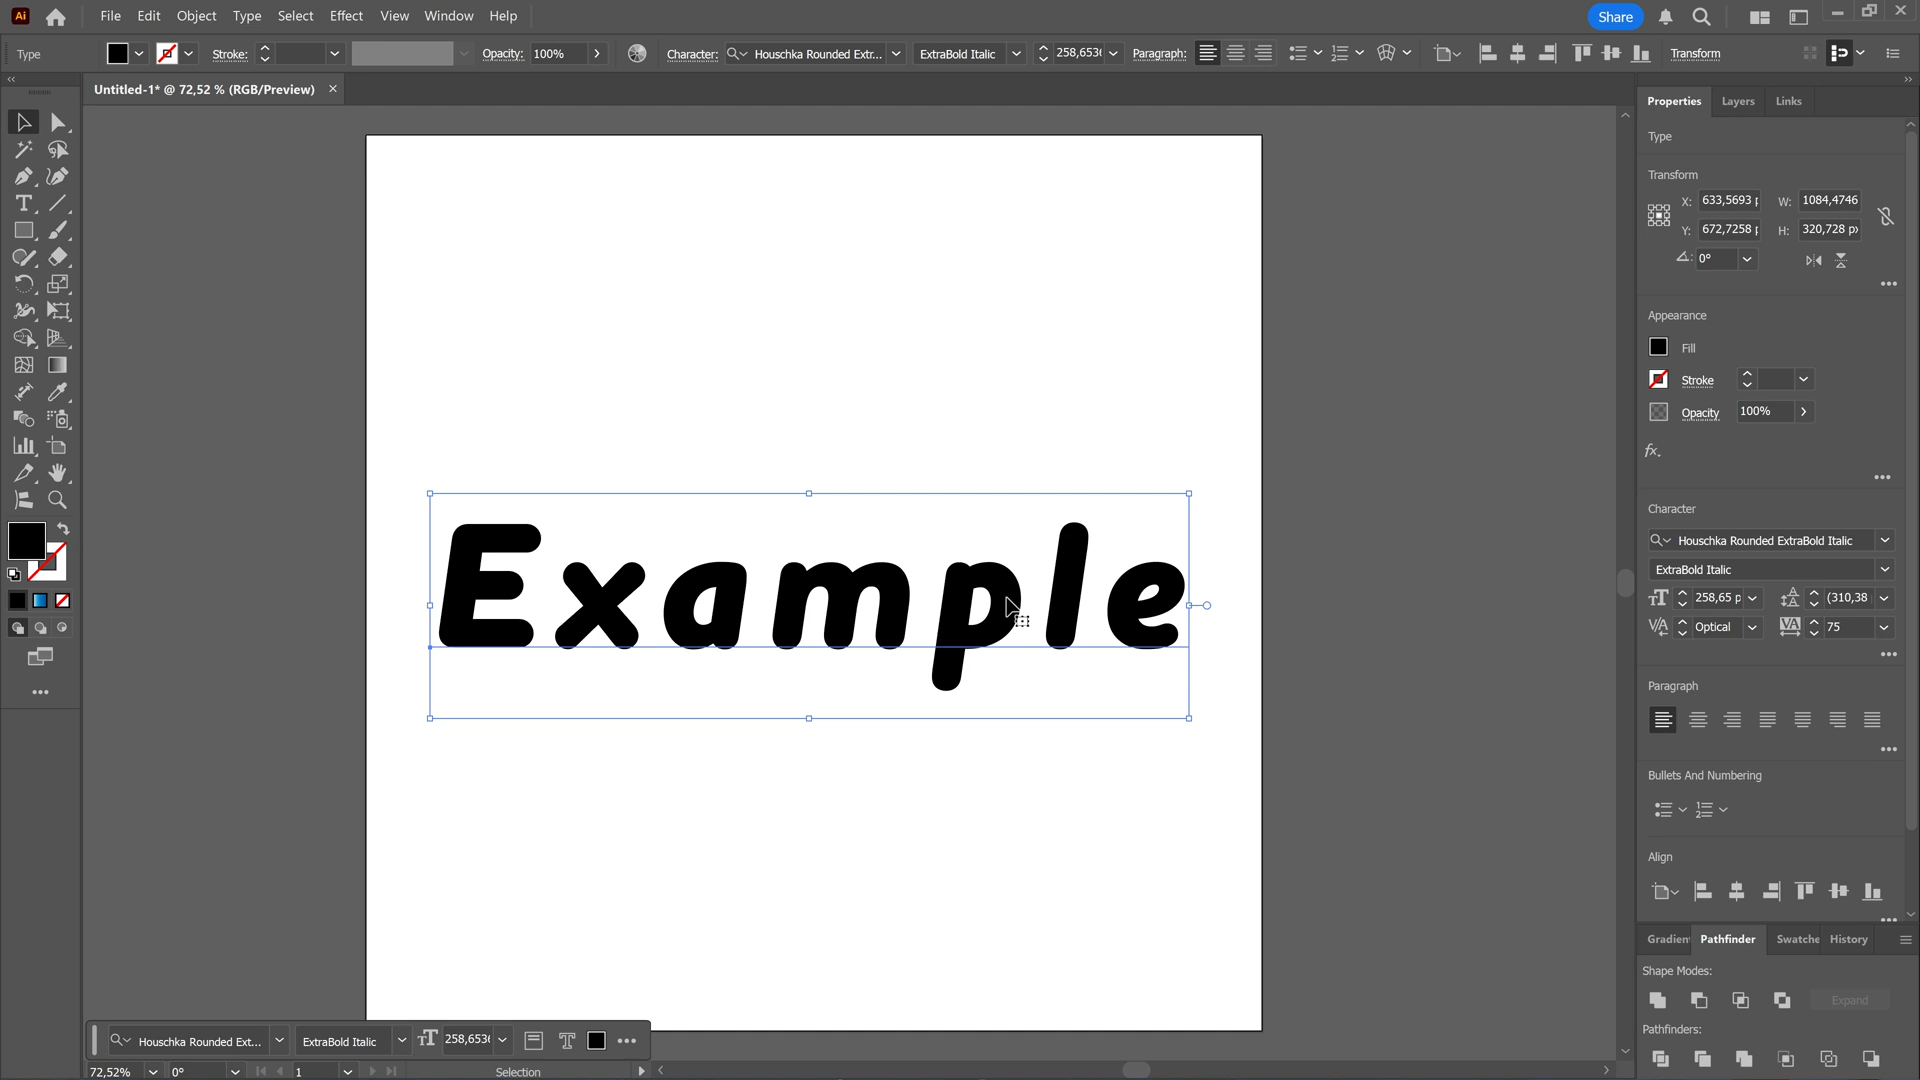 Ai File Edit Object Type Select Effect View Window Help Share
Type Stroke: Opacity: 100% Character: Houschka Rounded Extr... ExtraBold Italic 258,653 Paragraph: Transform
Untitled-1* @ 72,52 % (RGB/Preview) ×
Properties Layers Links
Type
Transform
X: 633,5693 W: 1084,4746
Y: 672,7258 H: 320,728 px
0°
Appearance
Fill
Stroke
Opacity 100%
fx.
Character
Houschka Rounded ExtraBold Italic
ExtraBold Italic
258,65 p (310,38
Optical 75
Paragraph
Bullets And Numbering
Align
Example
Gradien Pathfinder Swatche History
Shape Modes:
Expand
Pathfinders:
Houschka Rounded Ext... ExtraBold Italic 258,653
72,52% 0° 1 Selection